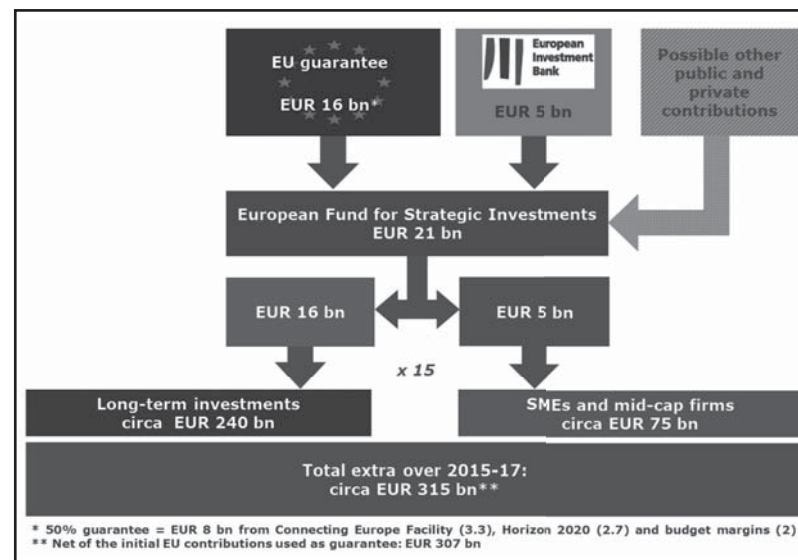 EU guarantee
EUR 16 bn*
European
Investment
Bank
EUR 5 bn
Possible other
public and
private
contributions
European Fund for Strategic Investments
EUR 21 bn
EUR 16 bn
EUR 5 bn
x 15
Long-term investments
circa EUR 240 bn
SMEs and mid-cap firms
circa EUR 75 bn
Total extra over 2015-17:
circa EUR 315 bn**
* 50% guarantee = EUR 8 bn from Connecting Europe Facility (3.3), Horizon 2020 (2.7) and budget margins (2)
** Net of the initial EU contributions used as guarantee: EUR 307 bn